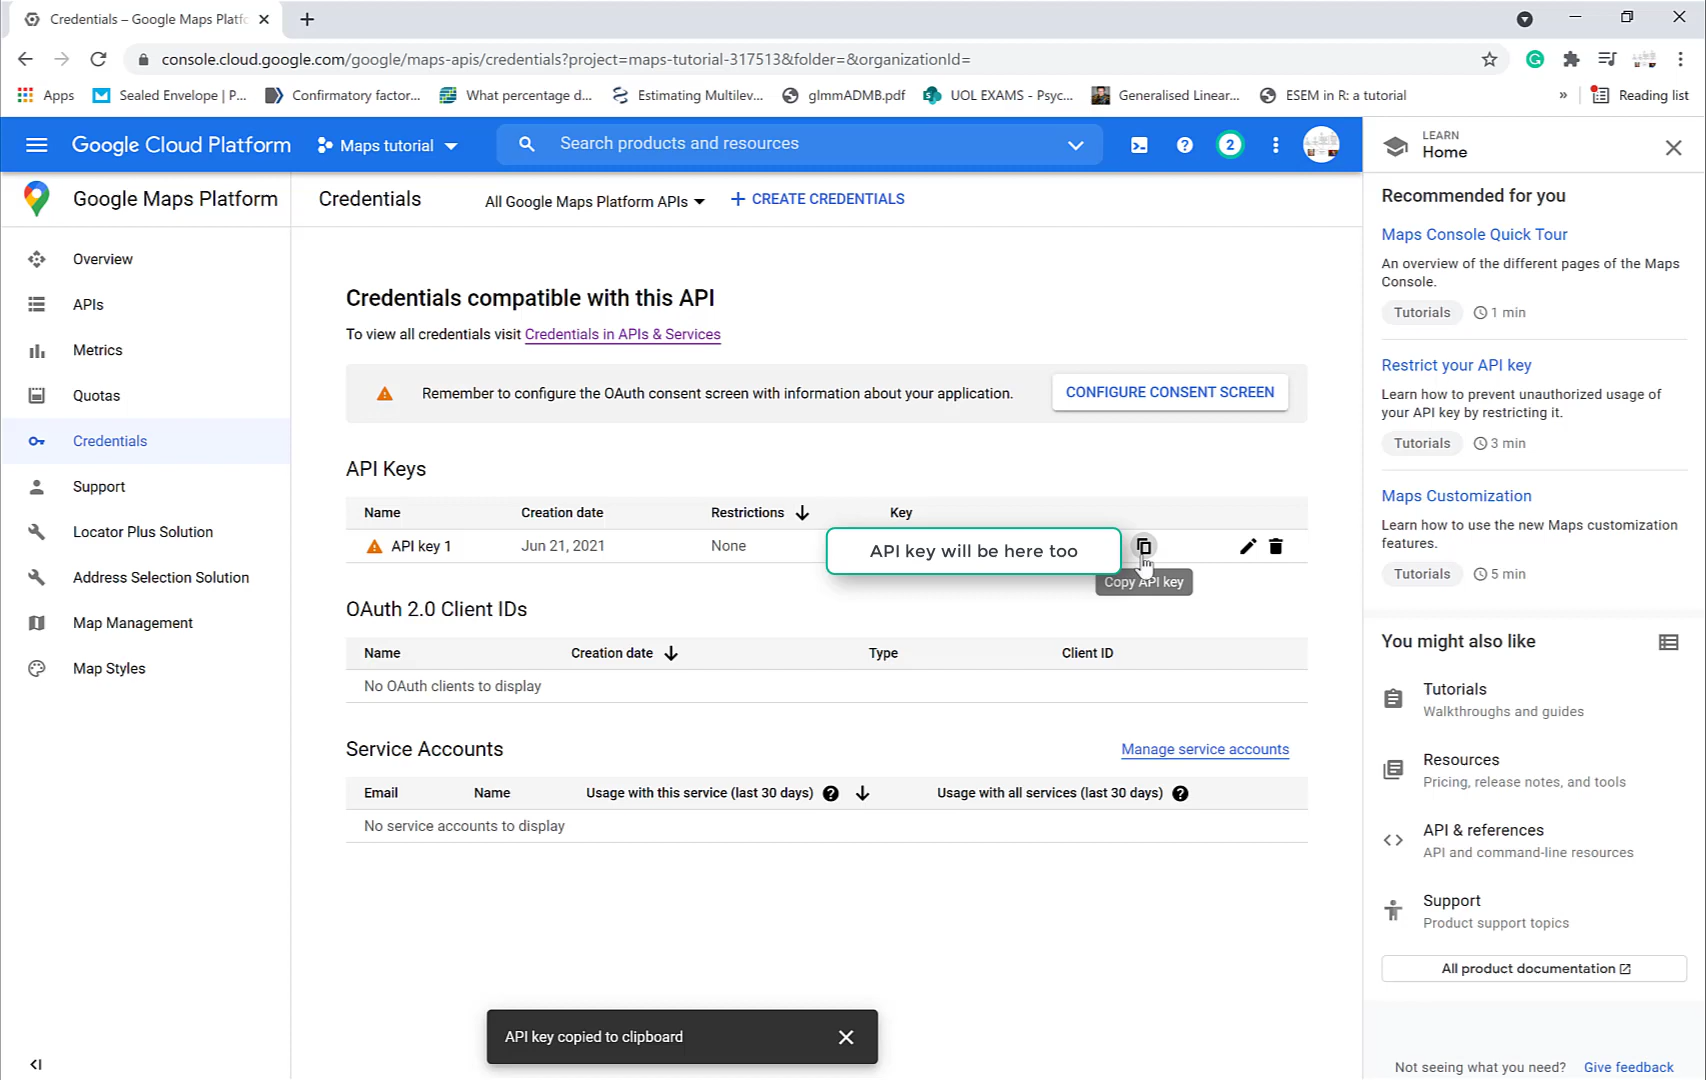 Credentials – Google Maps Platfo
console.cloud.google.com/google/maps-apis/credentials?project=maps-tutorial-317513&folder=&organizationId=
Apps
Sealed Envelope | P...
Confirmatory factor...
What percentage d...
Estimating Multilev...
glmmADMB.pdf
UOL EXAMS - Psyc...
Generalised Linear...
ESEM in R: a tutorial
»
Reading list
Google Cloud Platform
Maps tutorial
Search products and resources
2
LEARN
Home
Google Maps Platform
Overview
APIs
Metrics
Quotas
Credentials
Support
Locator Plus Solution
Address Selection Solution
Map Management
Map Styles
Credentials
All Google Maps Platform APIs
+ CREATE CREDENTIALS
Credentials compatible with this API
To view all credentials visit Credentials in APIs & Services
Remember to configure the OAuth consent screen with information about your application.
CONFIGURE CONSENT SCREEN
API Keys
Name Creation date Restrictions Key
API key 1 Jun 21, 2021 None API key will be here too
Copy API key
OAuth 2.0 Client IDs
Name Creation date Type Client ID
No OAuth clients to display
Service Accounts
Manage service accounts
Email Name Usage with this service (last 30 days) Usage with all services (last 30 days)
No service accounts to display
API key copied to clipboard
Recommended for you
Maps Console Quick Tour
An overview of the different pages of the Maps
Console.
Tutorials 1 min
Restrict your API key
Learn how to prevent unauthorized usage of
your API key by restricting it.
Tutorials 3 min
Maps Customization
Learn how to use the new Maps customization
features.
Tutorials 5 min
You might also like
Tutorials
Walkthroughs and guides
Resources
Pricing, release notes, and tools
API & references
API and command-line resources
Support
Product support topics
All product documentation
Not seeing what you need? Give feedback